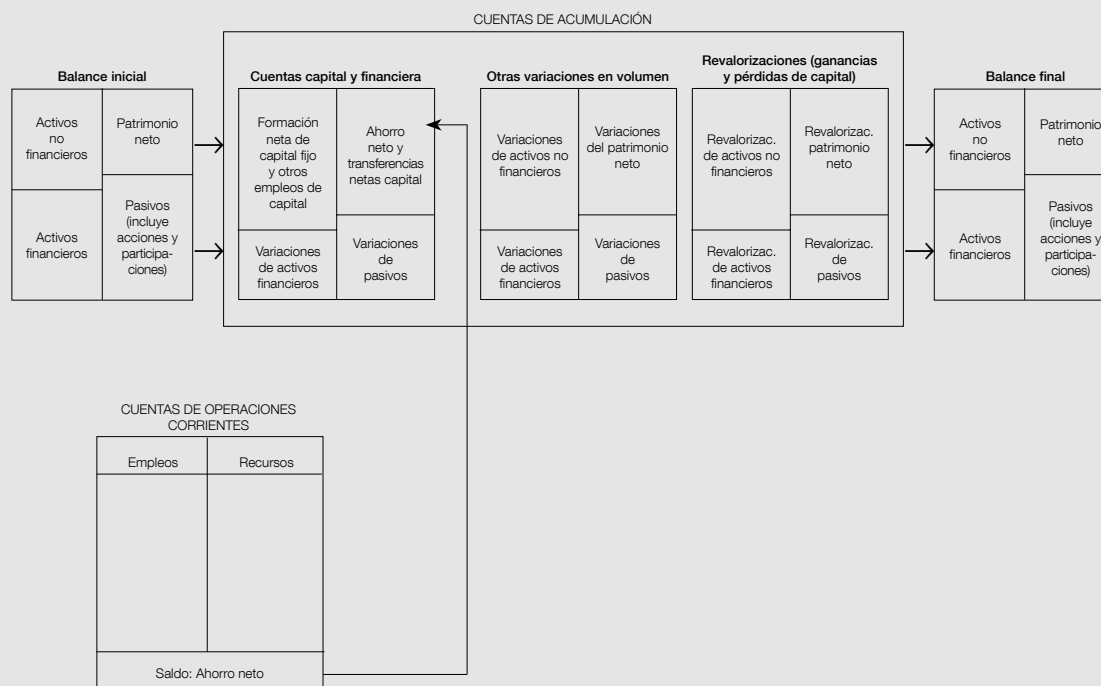 CUENTAS DE ACUMULACIÓN
Balance inicial
Activos
no
financieros
Patrimonio
neto
Activos
financieros
Pasivos
(incluye
acciones y
participa-
ciones)
Cuentas capital y financiera
Formación
neta de
capital fijo
y otros
empleos de
capital
Ahorro
neto y
transferencias
netas capital
Variaciones
de activos
financieros
Variaciones
de
pasivos
Otras variaciones en volumen
Variaciones
de activos no
financieros
Variaciones
del patrimonio
neto
Variaciones
de activos
financieros
Variaciones
de
pasivos
Revalorizaciones (ganancias
y pérdidas de capital)
Revalorizac.
de activos no
financieros
Revalorizac.
patrimonio
neto
Revalorizac.
de activos
financieros
Revalorizac.
de
pasivos
Balance final
Activos
no
financieros
Patrimonio
neto
Activos
financieros
Pasivos
(incluye
acciones y
participa-
ciones)
CUENTAS DE OPERACIONES
CORRIENTES
Empleos
Recursos
Saldo: Ahorro neto